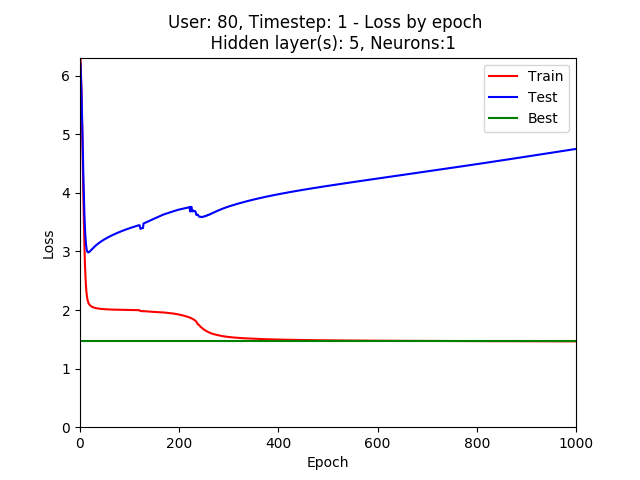 User: 80, Timestep: 1 - Loss by epoch
Hidden layer(s): 5, Neurons:1
Train
Test
Best
6
5
4
3
2
1
0
Loss
0 200 400 600 800 1000
Epoch